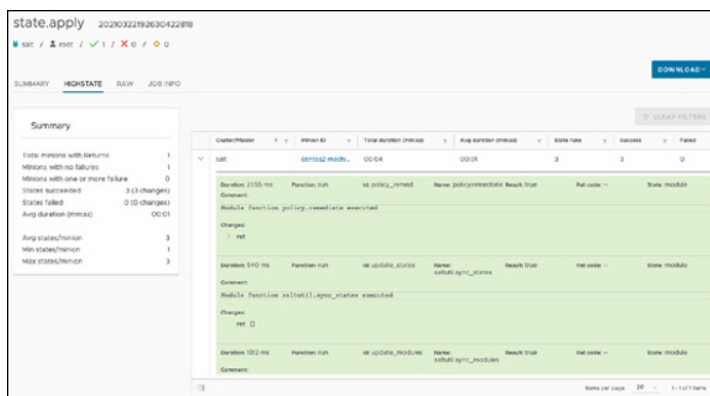 state.apply 20210322192630422818
salt / root / 1 / 0 / 0
DOWNLOAD
SUMMARY HIGHSTATE RAW JOB INFO
CLEAR FILTERS
Summary
Total minions with Returns 1
Minions with no failures 1
Minions with one or more failure 0
States succeeded 3 (3 changes)
States failed 0 (0 changes)
Avg duration (mm:ss) 00:01
Avg states/minion 3
Min states/minion 1
Max states/minion 3
Cluster/Master Minion ID Total duration (mm:ss) Avg duration (mm:ss) State runs Success Failed
salt centos2-machi... 00:04 00:01 3 3 0
Duration: 2555 ms Function: run Id: policy_remed Name: policy.remediate Result: true Ret code: -- State: module
Comment:
Module function policy.remediate executed
Changes:
ret
Duration: 540 ms Function: run Id: update_states Name: saltutil.sync_states Result: true Ret code: -- State: module
Comment:
Module function saltutil.sync_states executed
Changes:
ret []
Duration: 1312 ms Function: run Id: update_modules Name: saltutil.sync_modules Result: true Ret code: -- State: module
Comment:
Items per page 20 1 - 1 of 1 items